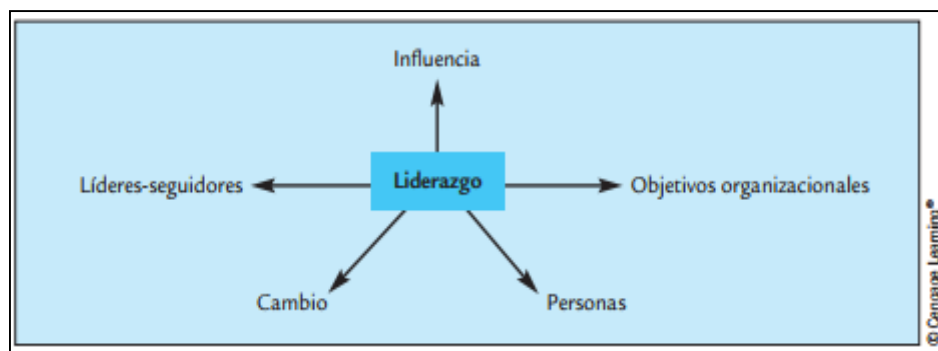 Influencia
Líderes-seguidores
Liderazgo
Objetivos organizacionales
Cambio
Personas
© Cengage Learning®